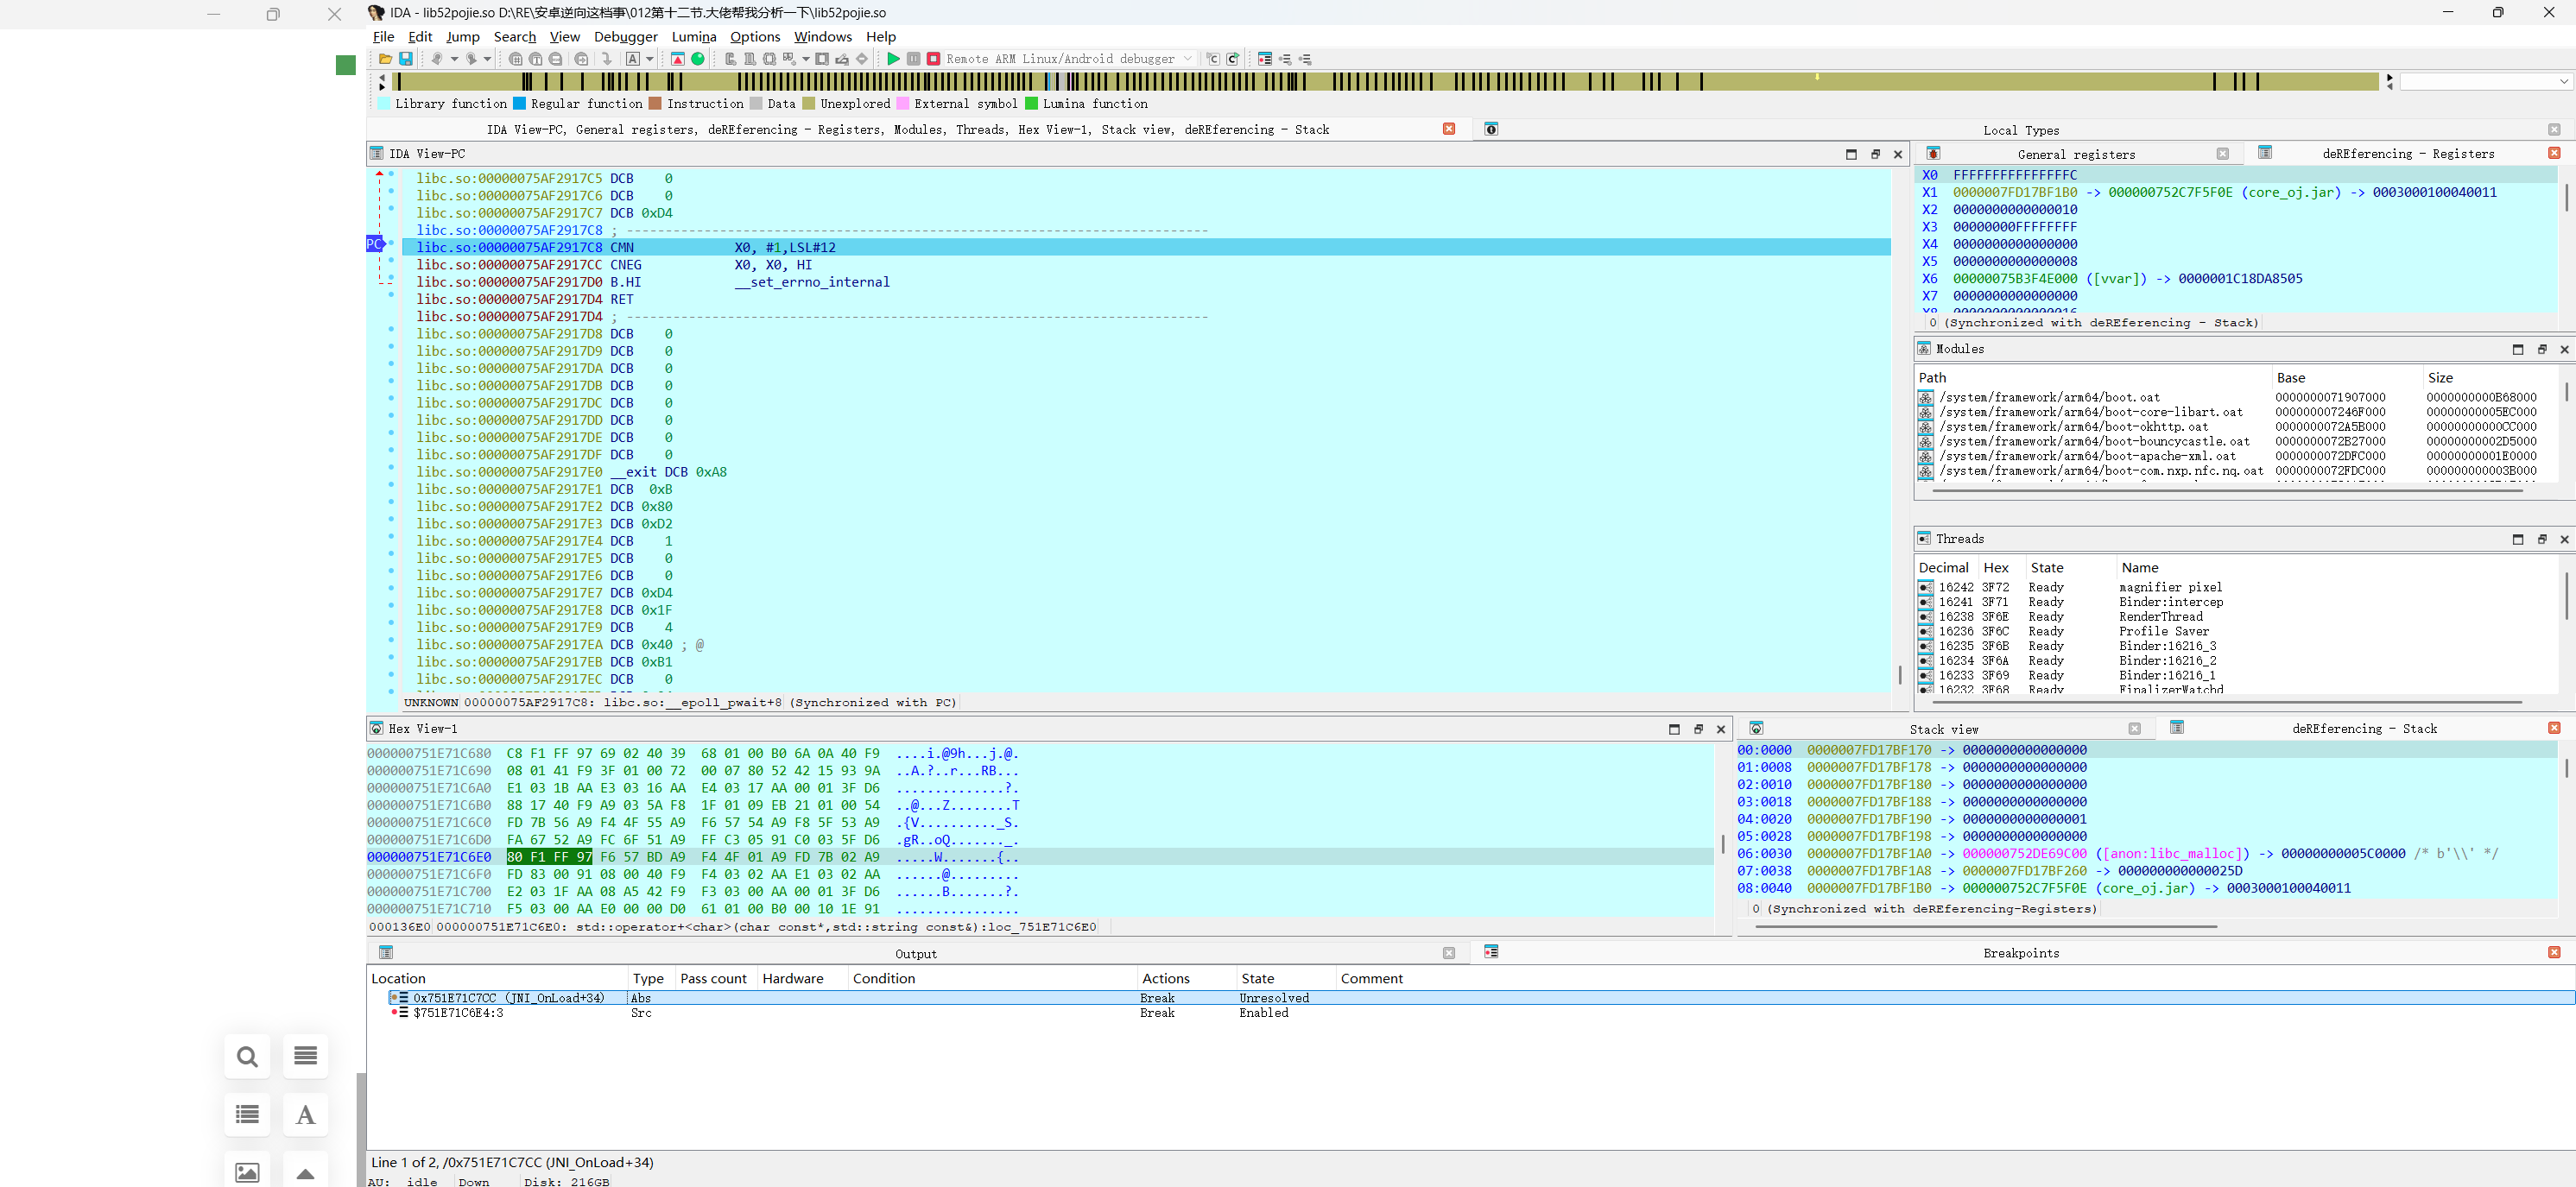 IDA - lib52pojie.so D:\RE\安卓逆向这档事\012第十二节.大佬帮我分析一下\lib52pojie.so
File Edit Jump Search View Debugger Lumina Options Windows Help
Remote ARM Linux/Android debugger
Library function Regular function Instruction Data Unexplored External symbol Lumina function
IDA View-PC, General registers, deREferencing - Registers, Modules, Threads, Hex View-1, Stack view, deREferencing - Stack
Local Types
IDA View-PC
libc.so:00000075AF2917C5 DCB 0
libc.so:00000075AF2917C6 DCB 0
libc.so:00000075AF2917C7 DCB 0xD4
libc.so:00000075AF2917C8 ; ---------------------------------------------------------------------------
PC
libc.so:00000075AF2917C8 CMN X0, #1,LSL#12
libc.so:00000075AF2917CC CNEG X0, X0, HI
libc.so:00000075AF2917D0 B.HI __set_errno_internal
libc.so:00000075AF2917D4 RET
libc.so:00000075AF2917D4 ; ---------------------------------------------------------------------------
libc.so:00000075AF2917D8 DCB 0
libc.so:00000075AF2917D9 DCB 0
libc.so:00000075AF2917DA DCB 0
libc.so:00000075AF2917DB DCB 0
libc.so:00000075AF2917DC DCB 0
libc.so:00000075AF2917DD DCB 0
libc.so:00000075AF2917DE DCB 0
libc.so:00000075AF2917DF DCB 0
libc.so:00000075AF2917E0 __exit DCB 0xA8
libc.so:00000075AF2917E1 DCB 0xB
libc.so:00000075AF2917E2 DCB 0x80
libc.so:00000075AF2917E3 DCB 0xD2
libc.so:00000075AF2917E4 DCB 1
libc.so:00000075AF2917E5 DCB 0
libc.so:00000075AF2917E6 DCB 0
libc.so:00000075AF2917E7 DCB 0xD4
libc.so:00000075AF2917E8 DCB 0x1F
libc.so:00000075AF2917E9 DCB 4
libc.so:00000075AF2917EA DCB 0x40 ; @
libc.so:00000075AF2917EB DCB 0xB1
libc.so:00000075AF2917EC DCB 0
UNKNOWN 00000075AF2917C8: libc.so:__epoll_pwait+8 (Synchronized with PC)
General registers
deREferencing - Registers
X0 FFFFFFFFFFFFFFFC
X1 0000007FD17BF1B0 -> 000000752C7F5F0E (core_oj.jar) -> 0003000100040011
X2 0000000000000010
X3 00000000FFFFFFFF
X4 0000000000000000
X5 0000000000000008
X6 00000075B3F4E000 ([vvar]) -> 0000001C18DA8505
X7 0000000000000000
0 (Synchronized with deREferencing - Stack)
Modules
Path Base Size
/system/framework/arm64/boot.oat 0000000071907000 0000000000B68000
/system/framework/arm64/boot-core-libart.oat 000000007246F000 00000000005EC000
/system/framework/arm64/boot-okhttp.oat 0000000072A5B000 00000000000CC000
/system/framework/arm64/boot-bouncycastle.oat 0000000072B27000 00000000002D5000
/system/framework/arm64/boot-apache-xml.oat 0000000072DFC000 00000000001E0000
/system/framework/arm64/boot-com.nxp.nfc.nq.oat 0000000072FDC000 000000000003B000
Threads
Decimal Hex State Name
16242 3F72 Ready magnifier pixel
16241 3F71 Ready Binder:intercep
16238 3F6E Ready RenderThread
16236 3F6C Ready Profile Saver
16235 3F6B Ready Binder:16216_3
16234 3F6A Ready Binder:16216_2
16233 3F69 Ready Binder:16216_1
16232 3F68 Ready FinalizerWatchd
Hex View-1
000000751E71C680 C8 F1 FF 97 69 02 40 39 68 01 00 B0 6A 0A 40 F9 ....i.@9h...j.@.
000000751E71C690 08 01 41 F9 3F 01 00 72 00 07 80 52 42 15 93 9A ..A.?..r...RB...
000000751E71C6A0 E1 03 1B AA E3 03 16 AA E4 03 17 AA 00 01 3F D6 ..............?.
000000751E71C6B0 88 17 40 F9 A9 03 5A F8 1F 01 09 EB 21 01 00 54 ..@...Z........T
000000751E71C6C0 FD 7B 56 A9 F4 4F 55 A9 F6 57 54 A9 F8 5F 53 A9 .{V.........._S.
000000751E71C6D0 FA 67 52 A9 FC 6F 51 A9 FF C3 05 91 C0 03 5F D6 .gR..oQ......._.
000000751E71C6E0 80 F1 FF 97 F6 57 BD A9 F4 4F 01 A9 FD 7B 02 A9 .....W.......{..
000000751E71C6F0 FD 83 00 91 08 00 40 F9 F4 03 02 AA E1 03 02 AA ......@.........
000000751E71C700 E2 03 1F AA 08 A5 42 F9 F3 03 00 AA 00 01 3F D6 ......B.......?.
000000751E71C710 F5 03 00 AA E0 00 00 D0 61 01 00 B0 00 10 1E 91 ................
000136E0 000000751E71C6E0: std::operator+<char>(char const*,std::string const&):loc_751E71C6E0
Stack view
deREferencing - Stack
00:0000 0000007FD17BF170 -> 0000000000000000
01:0008 0000007FD17BF178 -> 0000000000000000
02:0010 0000007FD17BF180 -> 0000000000000000
03:0018 0000007FD17BF188 -> 0000000000000000
04:0020 0000007FD17BF190 -> 0000000000000001
05:0028 0000007FD17BF198 -> 0000000000000000
06:0030 0000007FD17BF1A0 -> 000000752DE69C00 ([anon:libc_malloc]) -> 00000000005C0000 /* b'\\' */
07:0038 0000007FD17BF1A8 -> 0000007FD17BF260 -> 000000000000025D
08:0040 0000007FD17BF1B0 -> 000000752C7F5F0E (core_oj.jar) -> 0003000100040011
0 (Synchronized with deREferencing-Registers)
Output
Breakpoints
Location Type Pass count Hardware Condition Actions State Comment
0x751E71C7CC (JNI_OnLoad+34) Abs Break Unresolved
$751E71C6E4:3 Src Break Enabled
Line 1 of 2, /0x751E71C7CC (JNI_OnLoad+34)
AU: idle Down Disk: 216GB